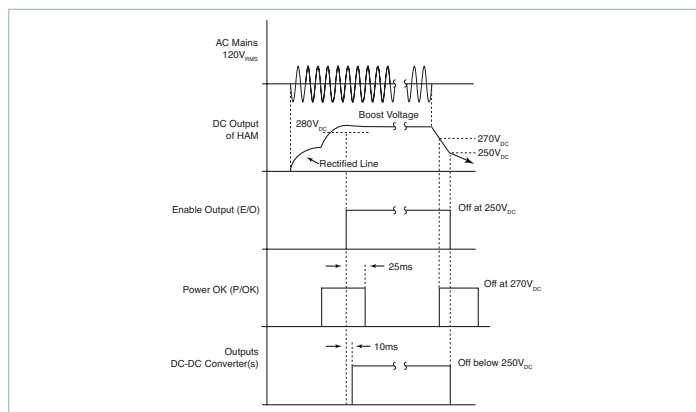 AC Mains
120VRMS
Boost Voltage
DC Output
of HAM
280VDC
270VDC
250VDC
Rectified Line
Enable Output (E/O)
Off at 250VDC
25ms
Power OK (P/OK)
Off at 270VDC
10ms
Outputs
DC-DC Converter(s)
Off below 250VDC